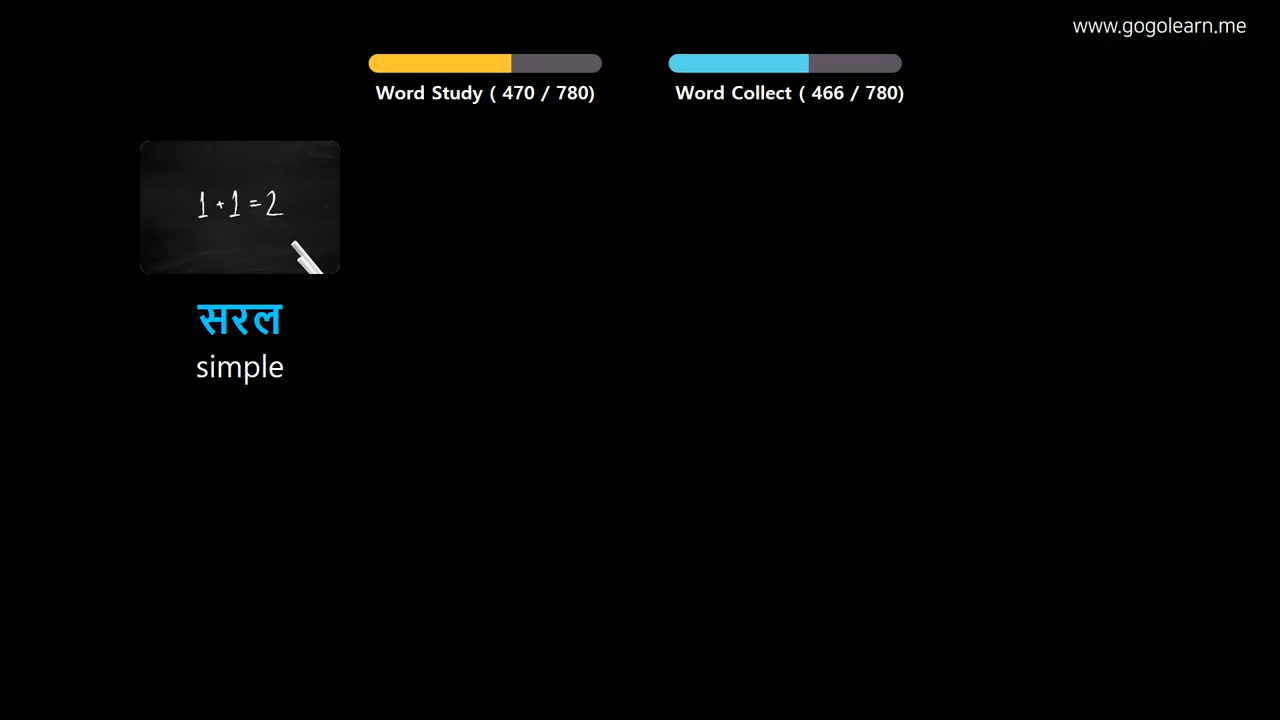 www.gogolearn.me
Word Study ( 470 / 780)
Word Collect ( 466 / 780)
1 + 1 = 2
सरल
simple